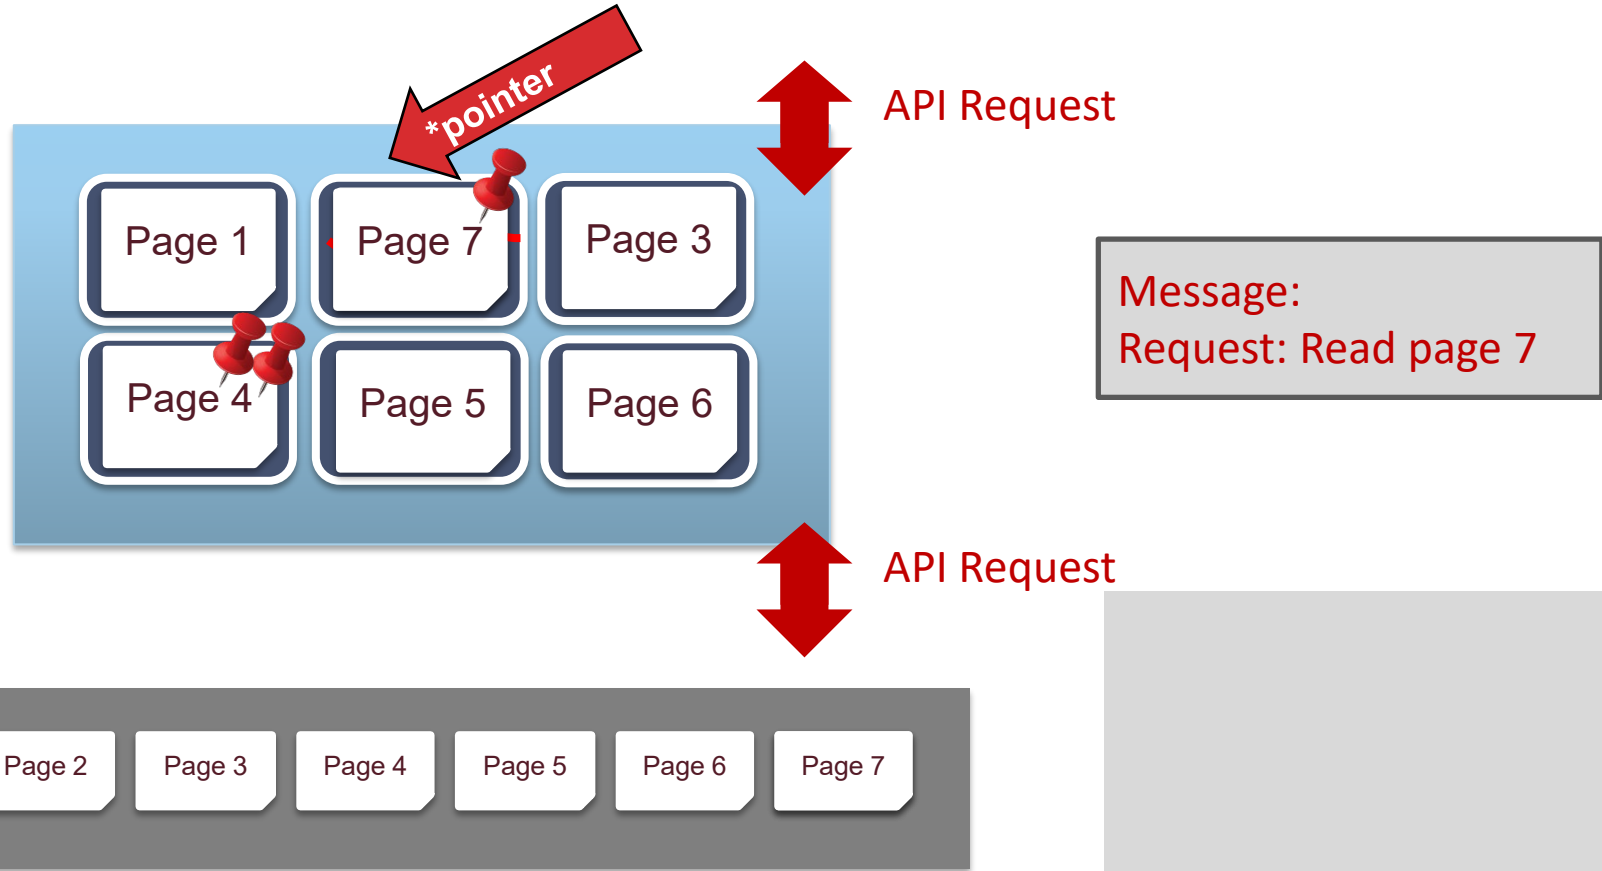 *pointer
API Request
Page 1
Page 7
Page 3
Message:
Request: Read page 7
Page 4
Page 5
Page 6
API Request
Page 2
Page 3
Page 4
Page 5
Page 6
Page 7